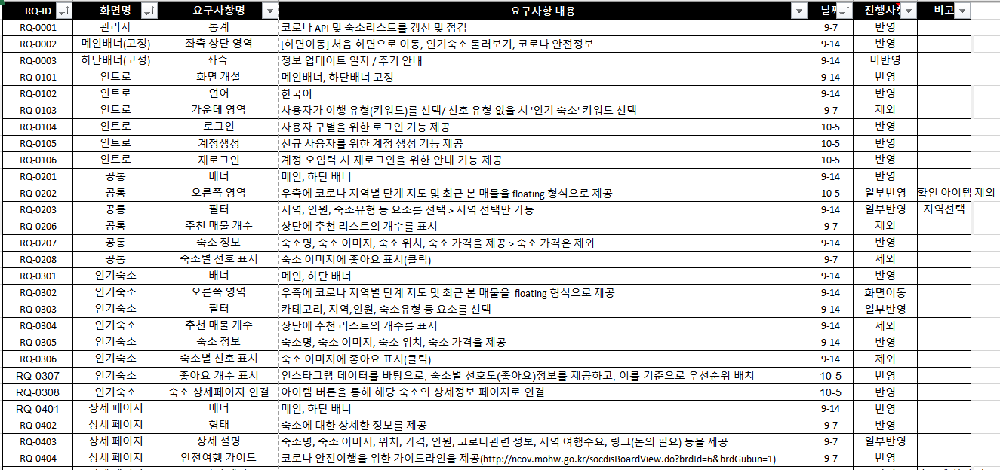 RQ-ID 화면명 요구사항명 요구사항 내용 날짜 진행사항 비고
RQ-0001 관리자 통계 코로나 API 및 숙소리스트를 갱신 및 점검 9-7 반영
RQ-0002 메인배너(고정) 좌측 상단 영역 [화면이동] 처음 화면으로 이동, 인기숙소 둘러보기, 코로나 안전정보 9-14 반영
RQ-0003 하단배너(고정) 좌측 정보 업데이트 일자 / 주기 안내 9-14 미반영
RQ-0101 인트로 화면 개설 메인배너, 하단배너 고정 9-14 반영
RQ-0102 인트로 언어 한국어 9-14 반영
RQ-0103 인트로 가운데 영역 사용자가 여행 유형(키워드)를 선택/ 선호 유형 없을 시 '인기 숙소' 키워드 선택 9-7 제외
RQ-0104 인트로 로그인 사용자 구별을 위한 로그인 기능 제공 10-5 반영
RQ-0105 인트로 계정생성 신규 사용자를 위한 계정 생성 기능 제공 10-5 반영
RQ-0106 인트로 재로그인 계정 오입력 시 재로그인을 위한 안내 기능 제공 10-5 반영
RQ-0201 공통 배너 메인, 하단 배너 9-14 반영
RQ-0202 공통 오른쪽 영역 우측에 코로나 지역별 단계 지도 및 최근 본 매물을 floating 형식으로 제공 10-5 일부반영 확인 아이템 제외
RQ-0203 공통 필터 지역, 인원, 숙소유형 등 요소를 선택 > 지역 선택만 가능 9-14 일부반영 지역선택
RQ-0206 공통 추천 매물 개수 상단에 추천 리스트의 개수를 표시 9-7 제외
RQ-0207 공통 숙소 정보 숙소명, 숙소 이미지, 숙소 위치, 숙소 가격을 제공 > 숙소 가격은 제외 9-14 반영
RQ-0208 공통 숙소별 선호 표시 숙소 이미지에 좋아요 표시(클릭) 9-7 제외
RQ-0301 인기숙소 배너 메인, 하단 배너 9-14 반영
RQ-0302 인기숙소 오른쪽 영역 우측에 코로나 지역별 단계 지도 및 최근 본 매물을 floating 형식으로 제공 9-14 화면이동
RQ-0303 인기숙소 필터 카테고리, 지역,인원, 숙소유형 등 요소를 선택 9-14 일부반영
RQ-0304 인기숙소 추천 매물 개수 상단에 추천 리스트의 개수를 표시 9-14 제외
RQ-0305 인기숙소 숙소 정보 숙소명, 숙소 이미지, 숙소 위치, 숙소 가격을 제공 9-14 반영
RQ-0306 인기숙소 숙소별 선호 표시 숙소 이미지에 좋아요 표시(클릭) 9-14 제외
RQ-0307 인기숙소 좋아요 개수 표시 인스타그램 데이터를 바탕으로, 숙소별 선호도(좋아요)정보를 제공하고, 이를 기준으로 우선순위 배치 10-5 반영
RQ-0308 인기숙소 숙소 상세페이지 연결 아이템 버튼을 통해 해당 숙소의 상세정보 페이지로 연결 10-5 반영
RQ-0401 상세 페이지 배너 메인, 하단 배너 9-14 반영
RQ-0402 상세 페이지 형태 숙소에 대한 상세한 정보를 제공 9-7 반영
RQ-0403 상세 페이지 상세 설명 숙소명, 숙소 이미지, 위치, 가격, 인원, 코로나관련 정보, 지역 여행수요, 링크(논의 필요) 등을 제공 9-7 일부반영
RQ-0404 상세 페이지 안전여행 가이드 코로나 안전여행을 위한 가이드라인을 제공(http://ncov.mohw.go.kr/socdisBoardView.do?brdId=6&brdGubun=1) 9-7 반영